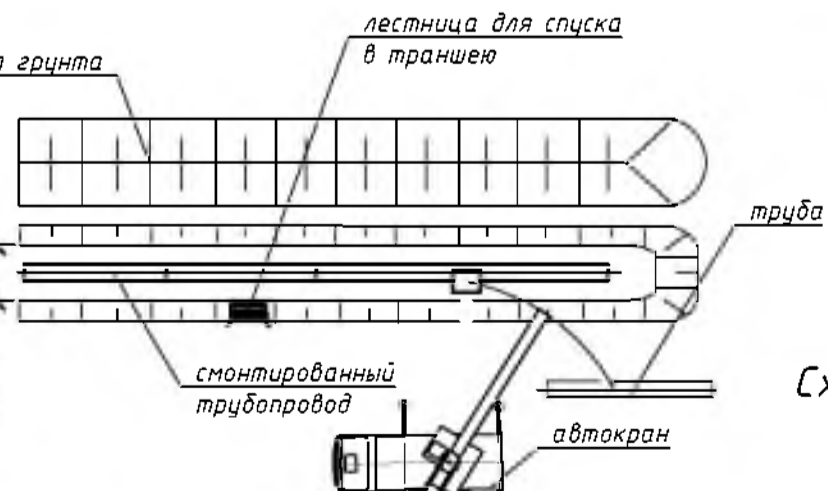 лестница для спуска
в траншею
грунта
труба
смонтированный
трубопровод
автокран